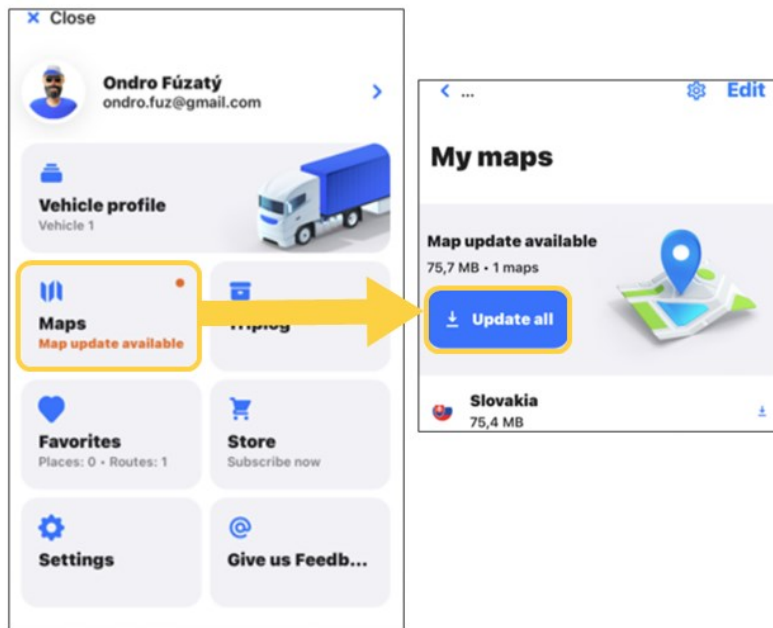 Close
Ondro Fúzatý
ondro.fuz@gmail.com
Vehicle profile
Vehicle 1
Maps
Map update available
Triplog
Favorites
Places: 0 • Routes: 1
Store
Subscribe now
Settings
Give us Feedb...
...
Edit
My maps
Map update available
75,7 MB • 1 maps
Update all
Slovakia
75,4 MB